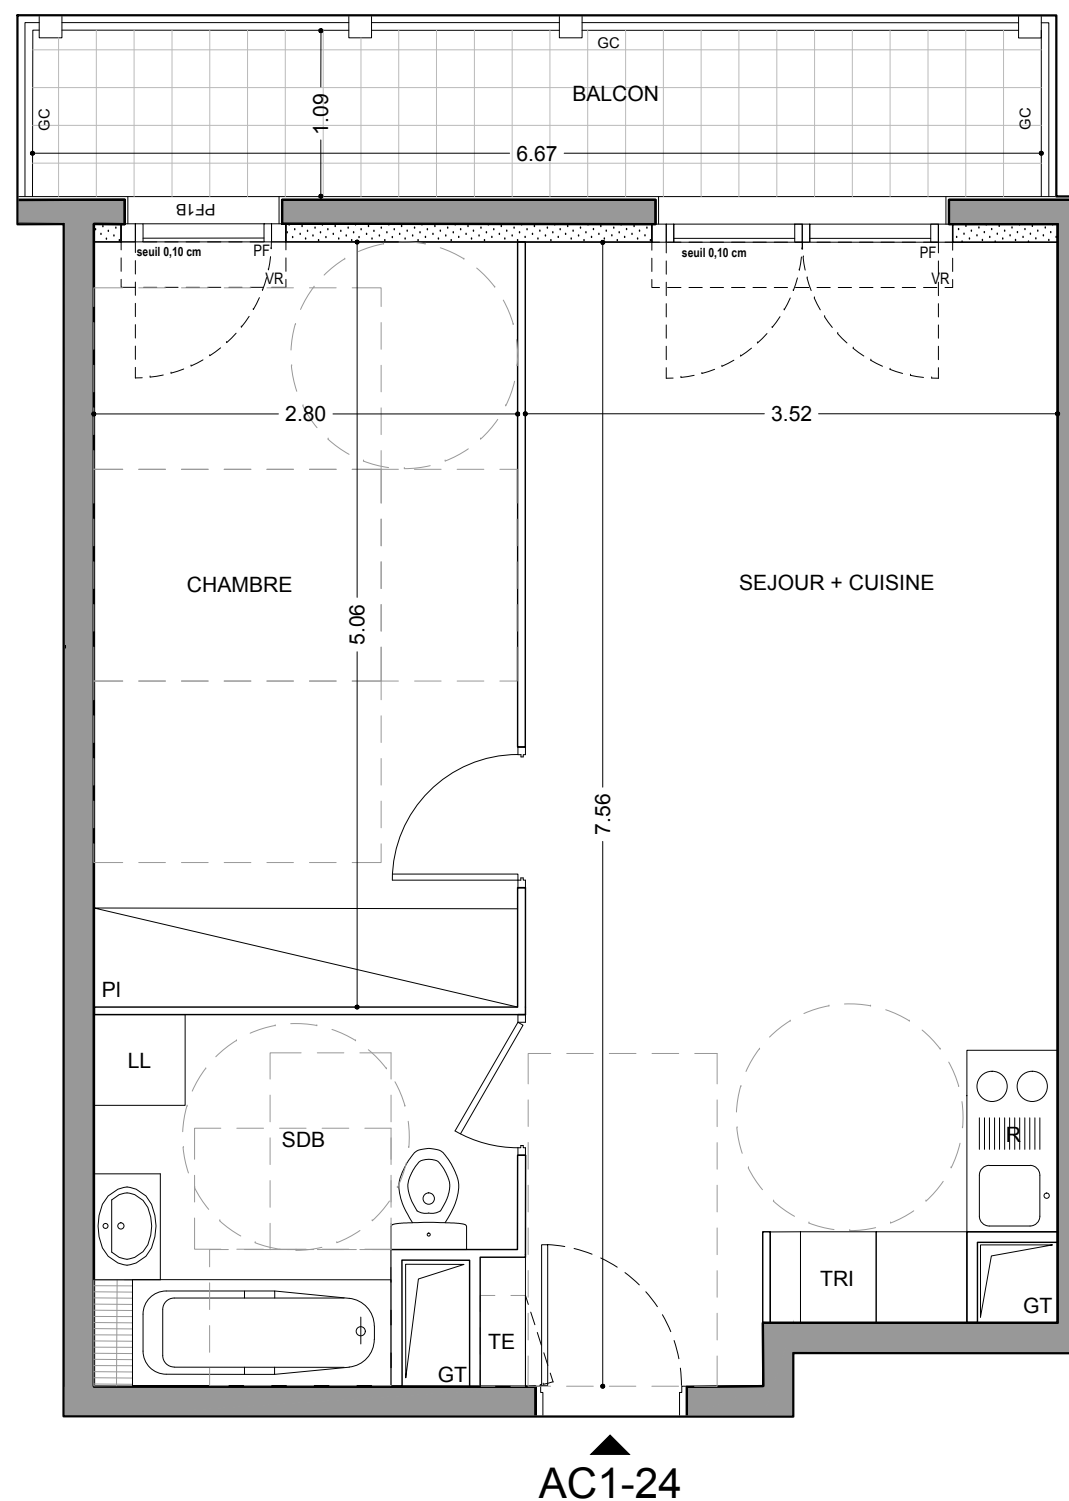 GC
BALCON
GC
1.09
GC
6.67
PF1B
seuil 0,10 cm
PF
VR
seuil 0,10 cm
PF
VR
2.80
3.52
CHAMBRE
SEJOUR + CUISINE
5.06
7.56
Pl
LL
SDB
R
TRI
GT
TE
GT
AC1-24